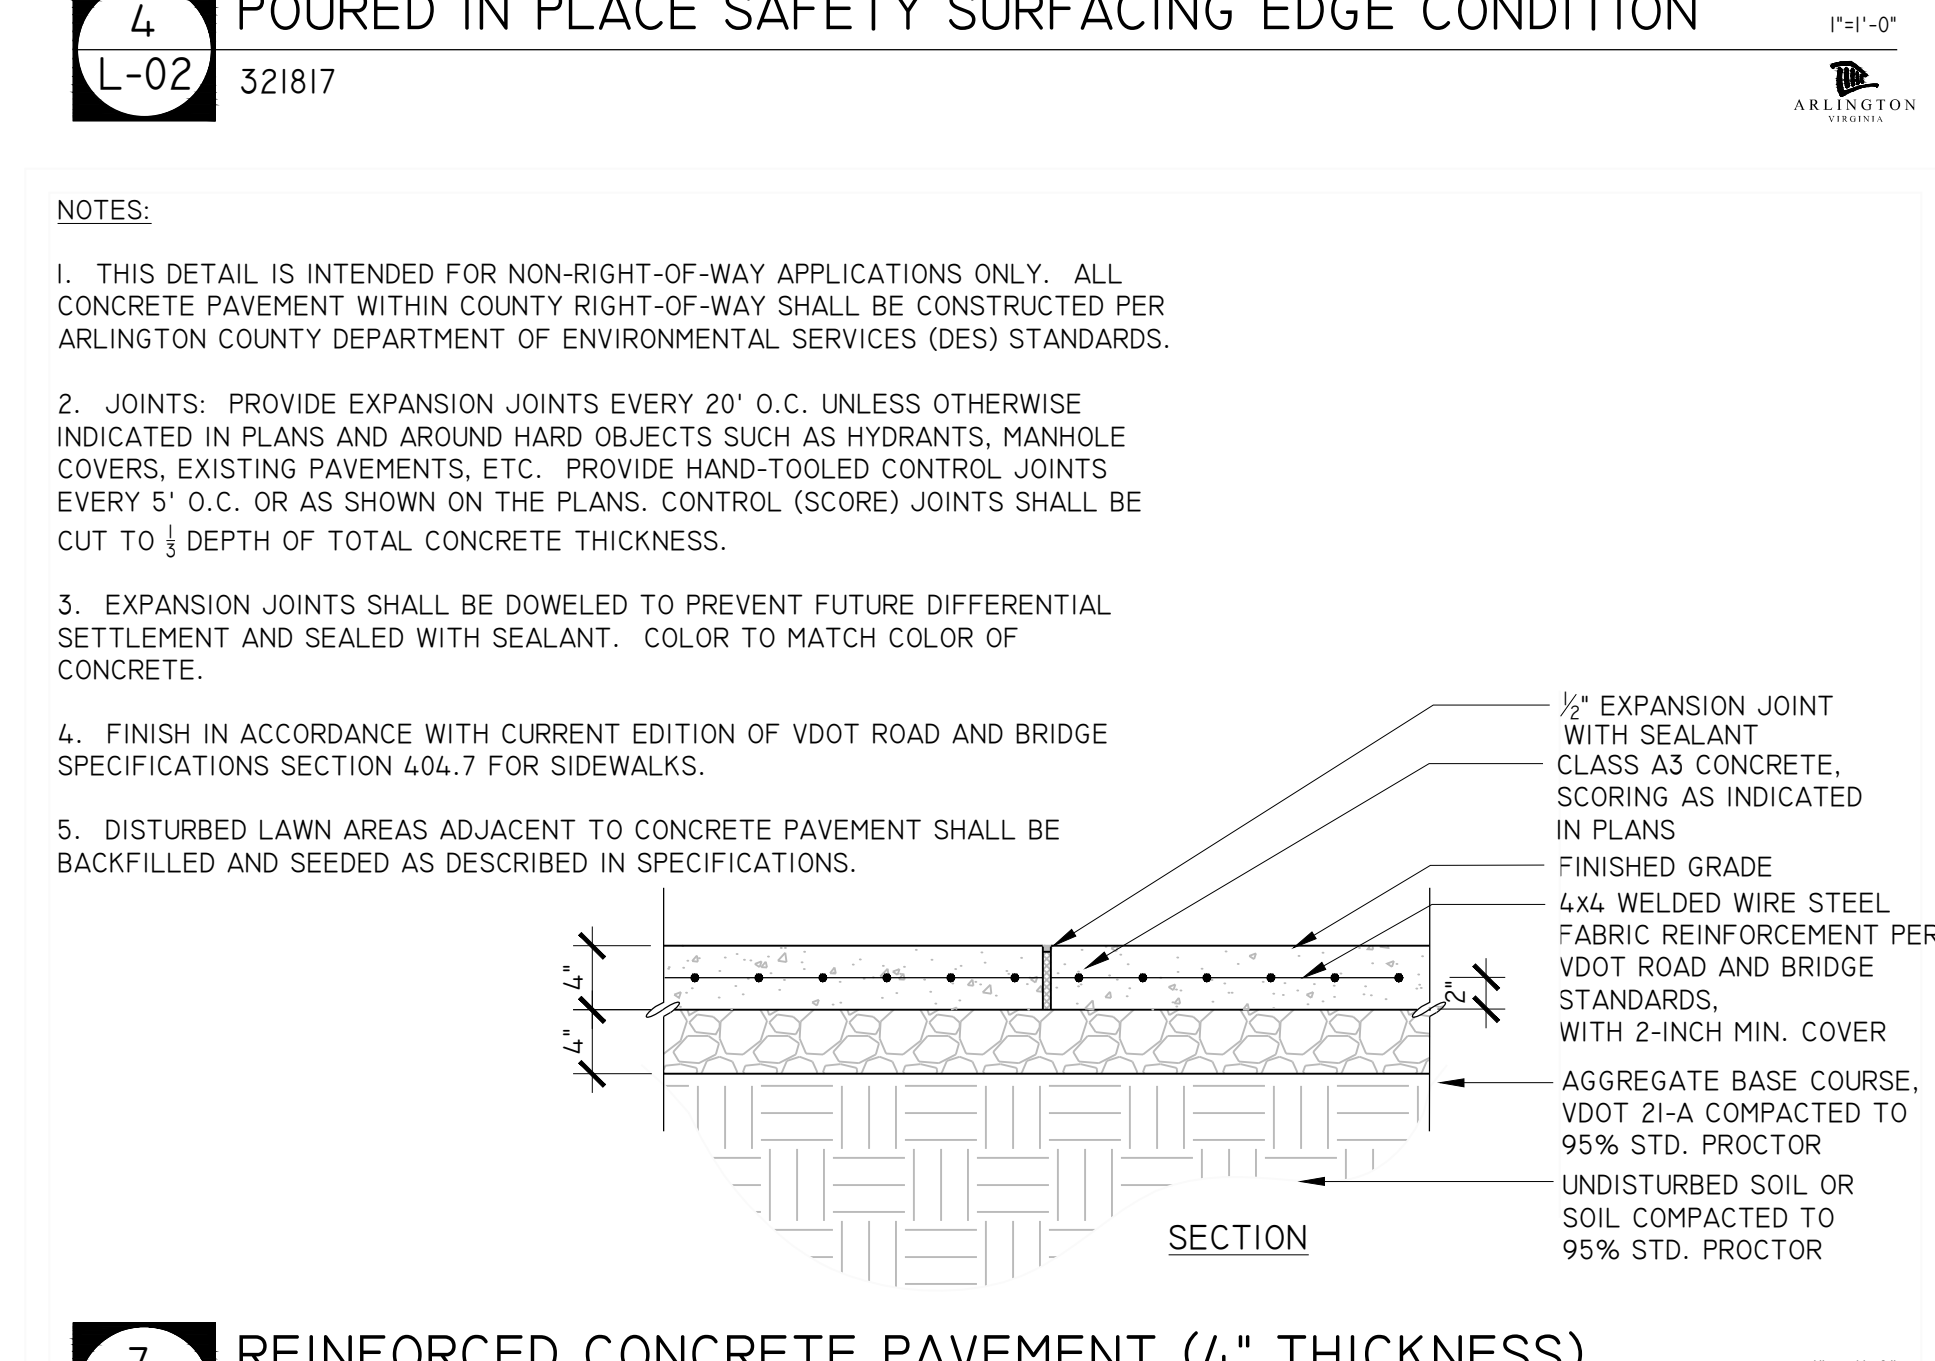 4
POURED IN PLACE SAFETY SURFACING EDGE CONDITION
1"=1'-0"
L-02
321817
ARLINGTON
VIRGINIA
NOTES:
1. THIS DETAIL IS INTENDED FOR NON-RIGHT-OF-WAY APPLICATIONS ONLY. ALL
CONCRETE PAVEMENT WITHIN COUNTY RIGHT-OF-WAY SHALL BE CONSTRUCTED PER
ARLINGTON COUNTY DEPARTMENT OF ENVIRONMENTAL SERVICES (DES) STANDARDS.
2. JOINTS: PROVIDE EXPANSION JOINTS EVERY 20' O.C. UNLESS OTHERWISE
INDICATED IN PLANS AND AROUND HARD OBJECTS SUCH AS HYDRANTS, MANHOLE
COVERS, EXISTING PAVEMENTS, ETC. PROVIDE HAND-TOOLED CONTROL JOINTS
EVERY 5' O.C. OR AS SHOWN ON THE PLANS. CONTROL (SCORE) JOINTS SHALL BE
CUT TO 1/3 DEPTH OF TOTAL CONCRETE THICKNESS.
3. EXPANSION JOINTS SHALL BE DOWELED TO PREVENT FUTURE DIFFERENTIAL
SETTLEMENT AND SEALED WITH SEALANT. COLOR TO MATCH COLOR OF
CONCRETE.
4. FINISH IN ACCORDANCE WITH CURRENT EDITION OF VDOT ROAD AND BRIDGE
SPECIFICATIONS SECTION 404.7 FOR SIDEWALKS.
5. DISTURBED LAWN AREAS ADJACENT TO CONCRETE PAVEMENT SHALL BE
BACKFILLED AND SEEDED AS DESCRIBED IN SPECIFICATIONS.
1/2" EXPANSION JOINT
WITH SEALANT
CLASS A3 CONCRETE,
SCORING AS INDICATED
IN PLANS
FINISHED GRADE
4x4 WELDED WIRE STEEL
FABRIC REINFORCEMENT PER
VDOT ROAD AND BRIDGE
STANDARDS,
WITH 2-INCH MIN. COVER
AGGREGATE BASE COURSE,
VDOT 21-A COMPACTED TO
95% STD. PROCTOR
UNDISTURBED SOIL OR
SOIL COMPACTED TO
95% STD. PROCTOR
4"
4"
2"
SECTION
7
REINFORCED CONCRETE PAVEMENT (4" THICKNESS)